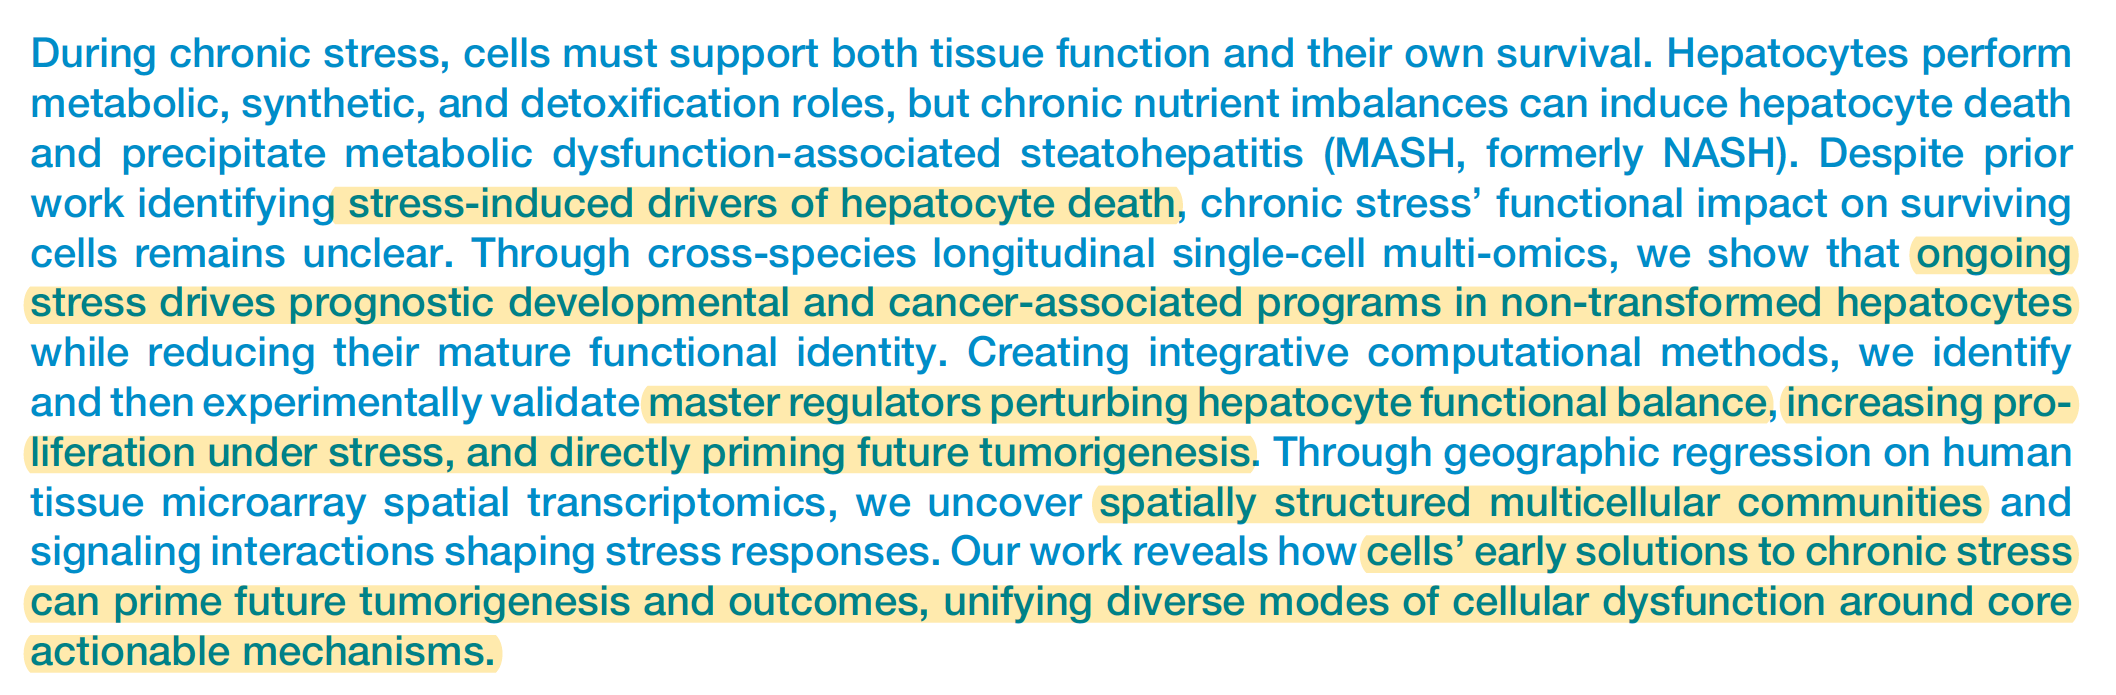 During chronic stress, cells must support both tissue function and their own survival. Hepatocytes perform
metabolic, synthetic, and detoxification roles, but chronic nutrient imbalances can induce hepatocyte death
and precipitate metabolic dysfunction-associated steatohepatitis (MASH, formerly NASH). Despite prior
work identifying stress-induced drivers of hepatocyte death, chronic stress’ functional impact on surviving
cells remains unclear. Through cross-species longitudinal single-cell multi-omics, we show that ongoing
stress drives prognostic developmental and cancer-associated programs in non-transformed hepatocytes
while reducing their mature functional identity. Creating integrative computational methods, we identify
and then experimentally validate master regulators perturbing hepatocyte functional balance, increasing pro-
liferation under stress, and directly priming future tumorigenesis. Through geographic regression on human
tissue microarray spatial transcriptomics, we uncover spatially structured multicellular communities and
signaling interactions shaping stress responses. Our work reveals how cells’ early solutions to chronic stress
can prime future tumorigenesis and outcomes, unifying diverse modes of cellular dysfunction around core
actionable mechanisms.